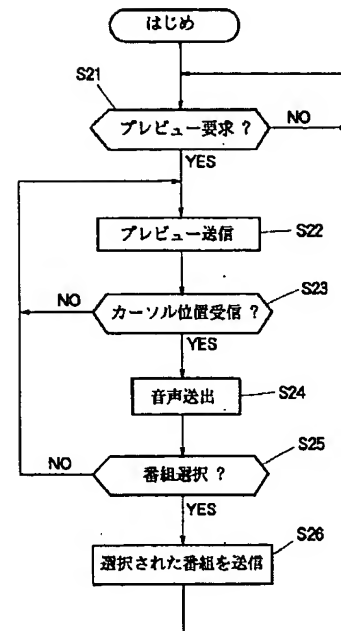 はじめ
S21
プレビュー要求 ?
NO
YES
プレビュー送信
S22
NO
カーソル位置受信 ?
S23
YES
音声送出
S24
NO
番組選択 ?
S25
YES
選択された番組を送信
S26